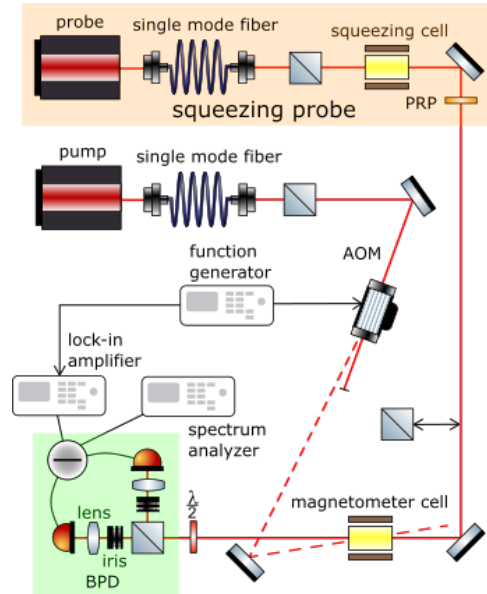 probe
single mode fiber
squeezing cell
PRP
squeezing probe
pump
single mode fiber
AOM
function
generator
lock-in
amplifier
spectrum
analyzer
lens
iris
BPD
λ
2
magnetometer cell